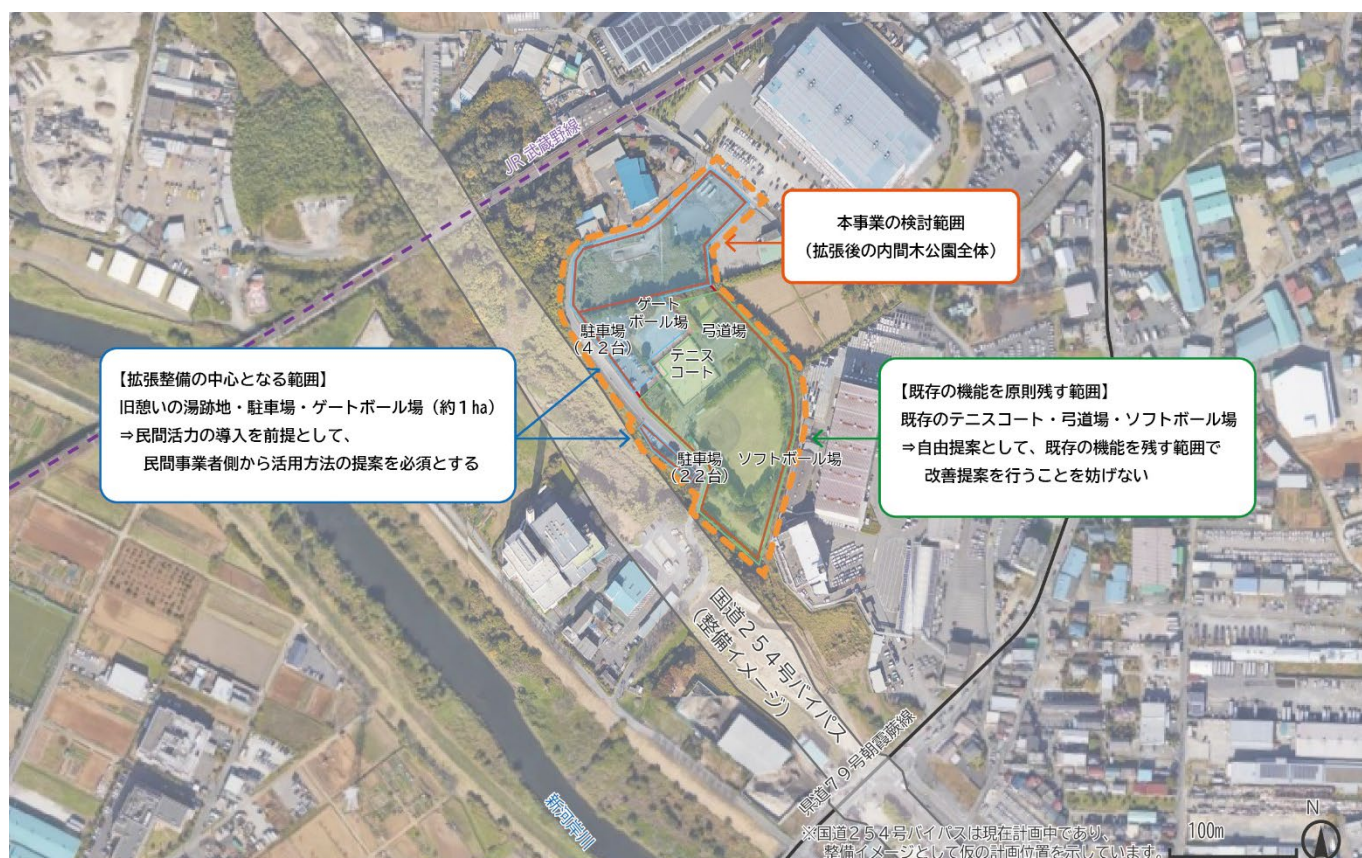 JR 武蔵野線
本事業の検討範囲
（拡張後の内間木公園全体）
ゲート
ボール場
弓道場
駐車場
（４２台）
テニス
コート
【拡張整備の中心となる範囲】
旧憩いの湯跡地・駐車場・ゲートボール場（約１ha）
⇒民間活力の導入を前提として、
民間事業者側から活用方法の提案を必須とする
【既存の機能を原則残す範囲】
既存のテニスコート・弓道場・ソフトボール場
⇒自由提案として、既存の機能を残す範囲で
改善提案を行うことを妨げない
駐車場
（２２台）
ソフトボール場
国道２５４号バイパス
（整備イメージ）
県道７９号朝霞蕨線
新河岸川
※国道２５４号バイパスは現在計画中であり、
整備イメージとして仮の計画位置を示しています。
100m
N